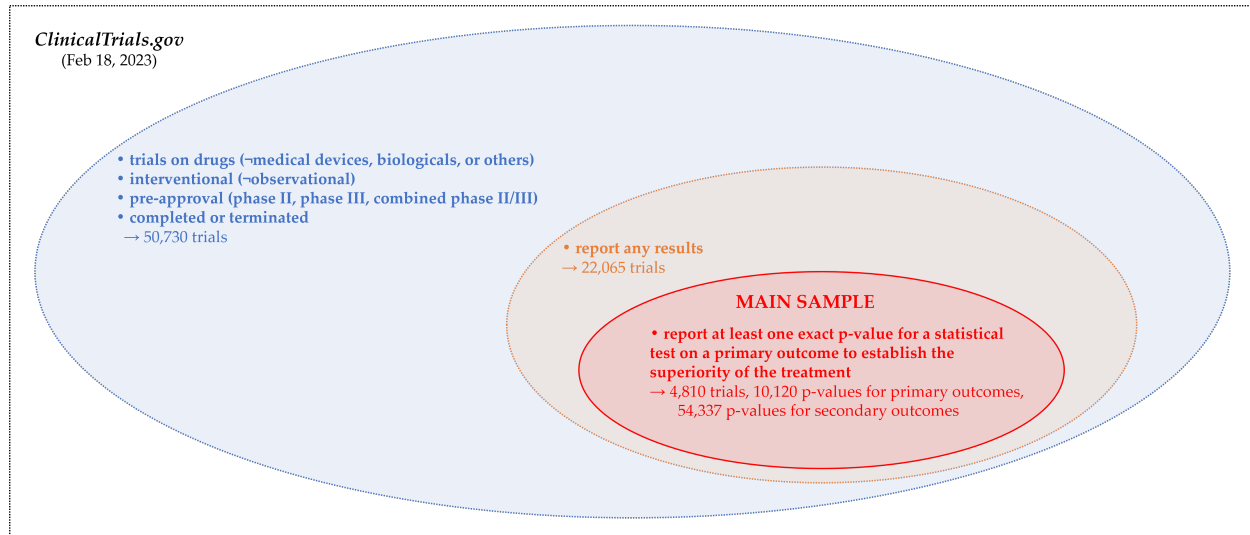 ClinicalTrials.gov
(Feb 18, 2023)
• trials on drugs (¬medical devices, biologicals, or others)
• interventional (¬observational)
• pre-approval (phase II, phase III, combined phase II/III)
• completed or terminated
→ 50,730 trials
• report any results
→ 22,065 trials
MAIN SAMPLE
• report at least one exact p-value for a statistical
test on a primary outcome to establish the
superiority of the treatment
→ 4,810 trials, 10,120 p-values for primary outcomes,
54,337 p-values for secondary outcomes